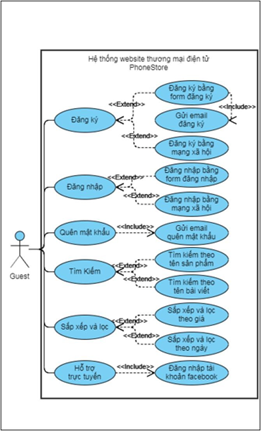 Hệ thống website thương mại điện tử
PhoneStore
Đăng ký bằng
form đăng ký
<<Extend>>
<<Include>>
Đăng ký
Gửi email
đăng ký
<<Extend>>
Đăng ký bằng
mạng xã hội
Đăng nhập bằng
form đăng nhập
<<Extend>>
Đăng nhập
<<Extend>>
Đăng nhập bằng
mạng xã hội
Quên mật khẩu
<<Include>>
Gửi email
quên mật khẩu
Guest
Tìm kiếm theo
tên sản phẩm
<<Extend>>
Tìm Kiếm
<<Extend>>
Tìm kiếm theo
tên bài viết
Sắp xếp và lọc
theo giá
<<Extend>>
Sắp xếp và lọc
<<Extend>>
Sắp xếp và lọc
theo ngày
Hỗ trợ
trực tuyến
<<Include>>
Đăng nhập tài
khoản facebook